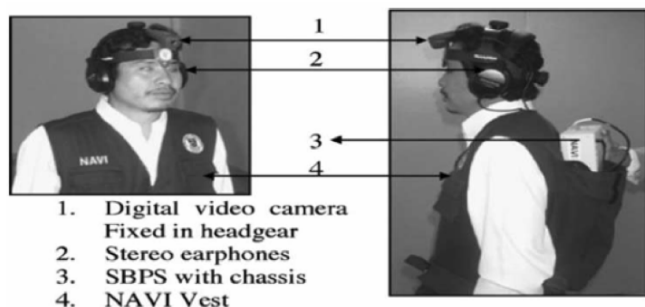 1
2
3
4
NAVI
NAVI
1. Digital video camera
Fixed in headgear
2. Stereo earphones
3. SBPS with chassis
4. NAVI Vest